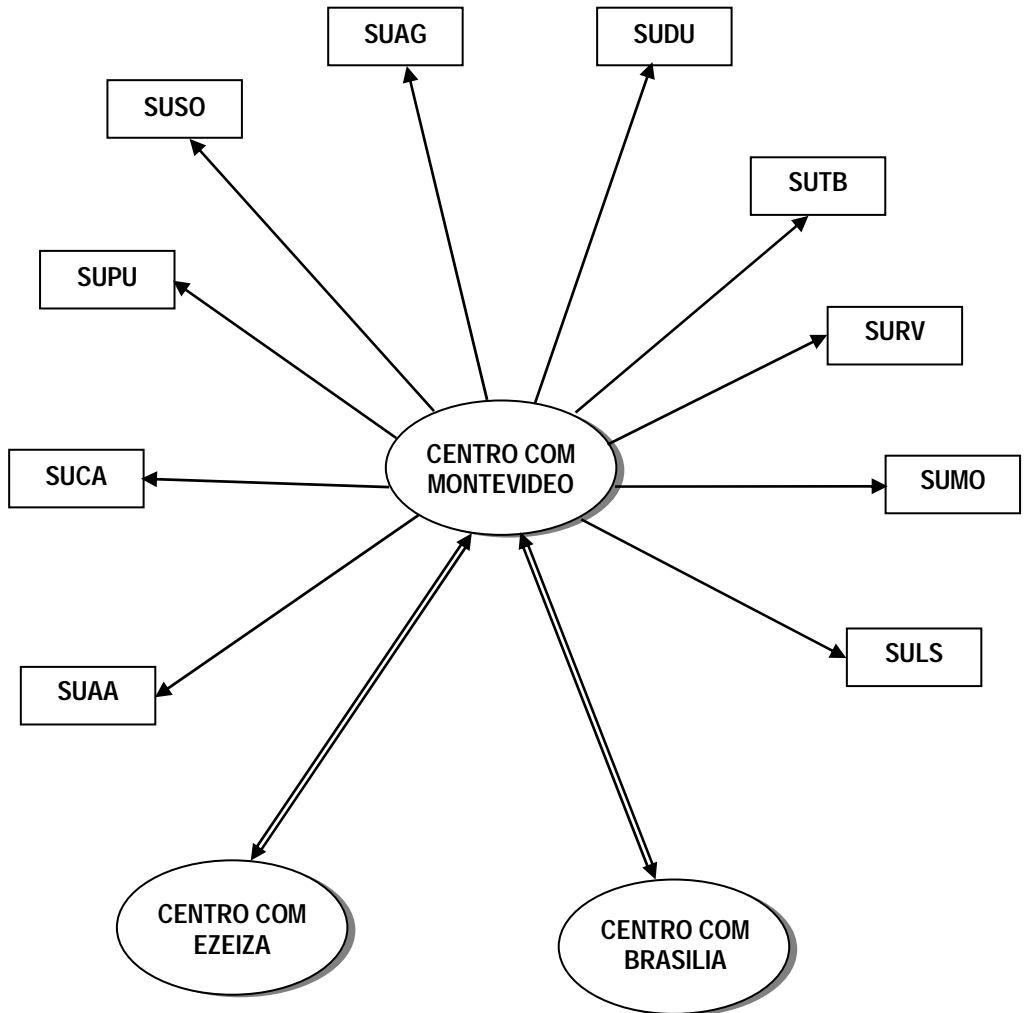 SUAG
SUDU
SUSO
SUTB
SUPU
SURV
CENTRO COM
MONTEVIDEO
SUCA
SUMO
SULS
SUAA
CENTRO COM
EZEIZA
CENTRO COM
BRASILIA